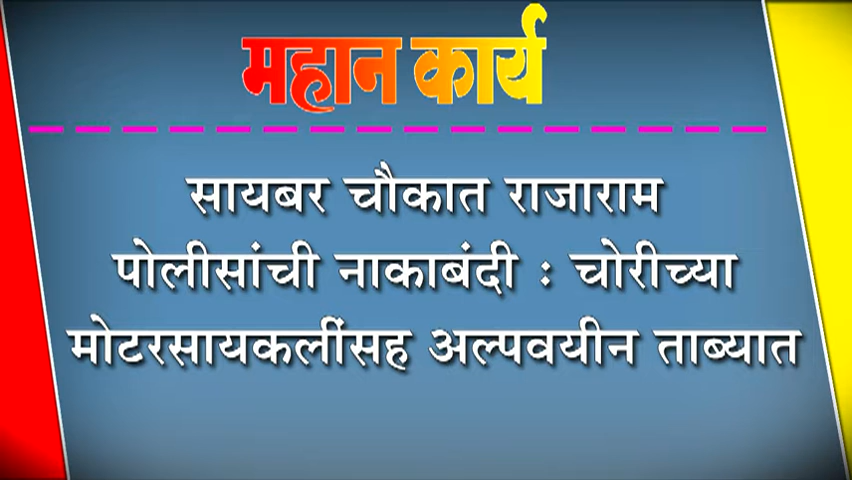 महान कार्य
सायबर चौकात राजाराम
पोलीसांची नाकाबंदी : चोरीच्या
मोटरसायकलींसह अल्पवयीन ताब्यात